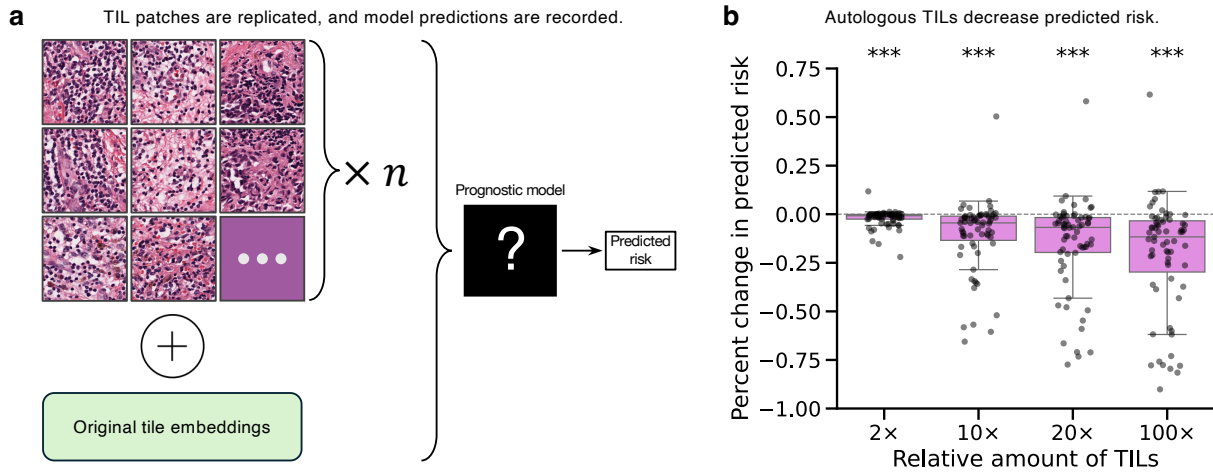 a
TIL patches are replicated, and model predictions are recorded.
× n
Prognostic model
?
Predicted
risk
+
Original tile embeddings
b
Autologous TILs decrease predicted risk.
*** *** *** ***
Percent change in predicted risk
0.75
0.50
0.25
0.00
−0.25
−0.50
−0.75
−1.00
2× 10× 20× 100×
Relative amount of TILs